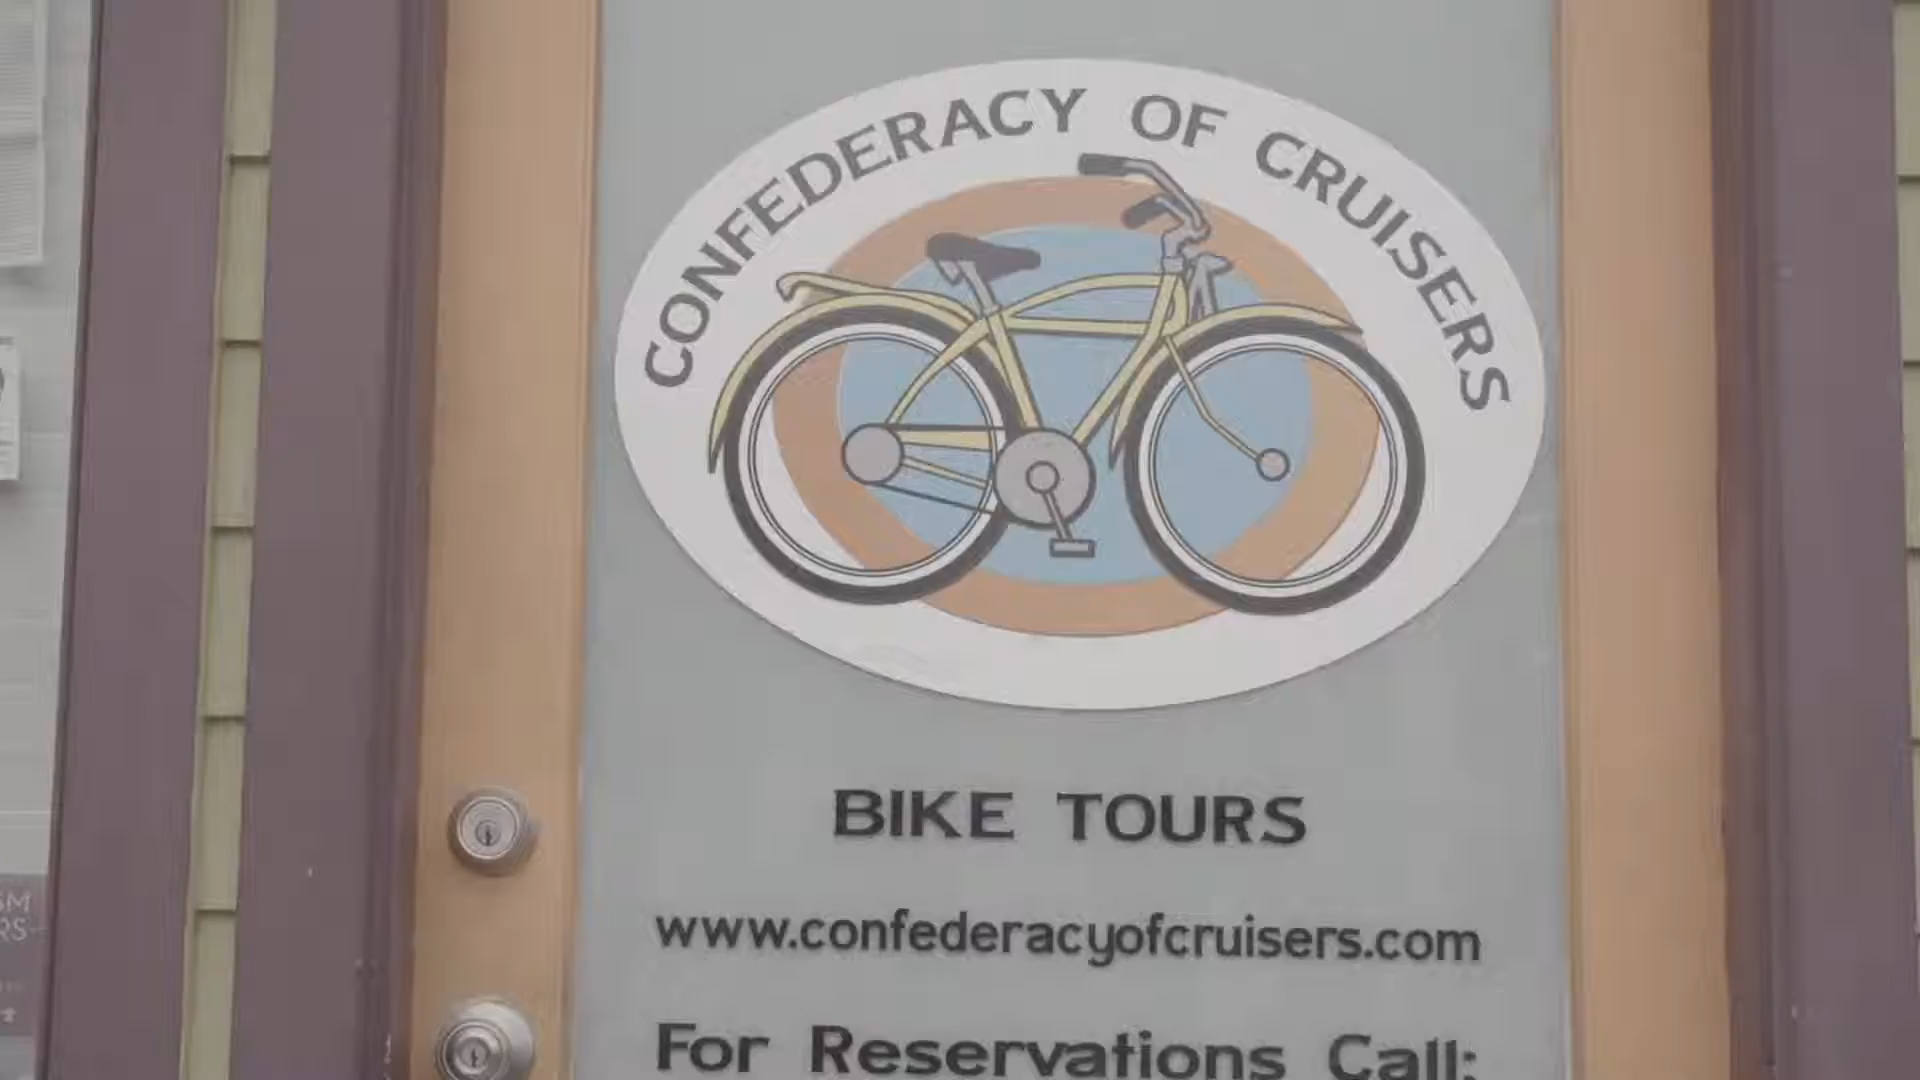 CONFEDERACY OF CRUISERS
BIKE TOURS
www.confederacyofcruisers.com
For Reservations Call: